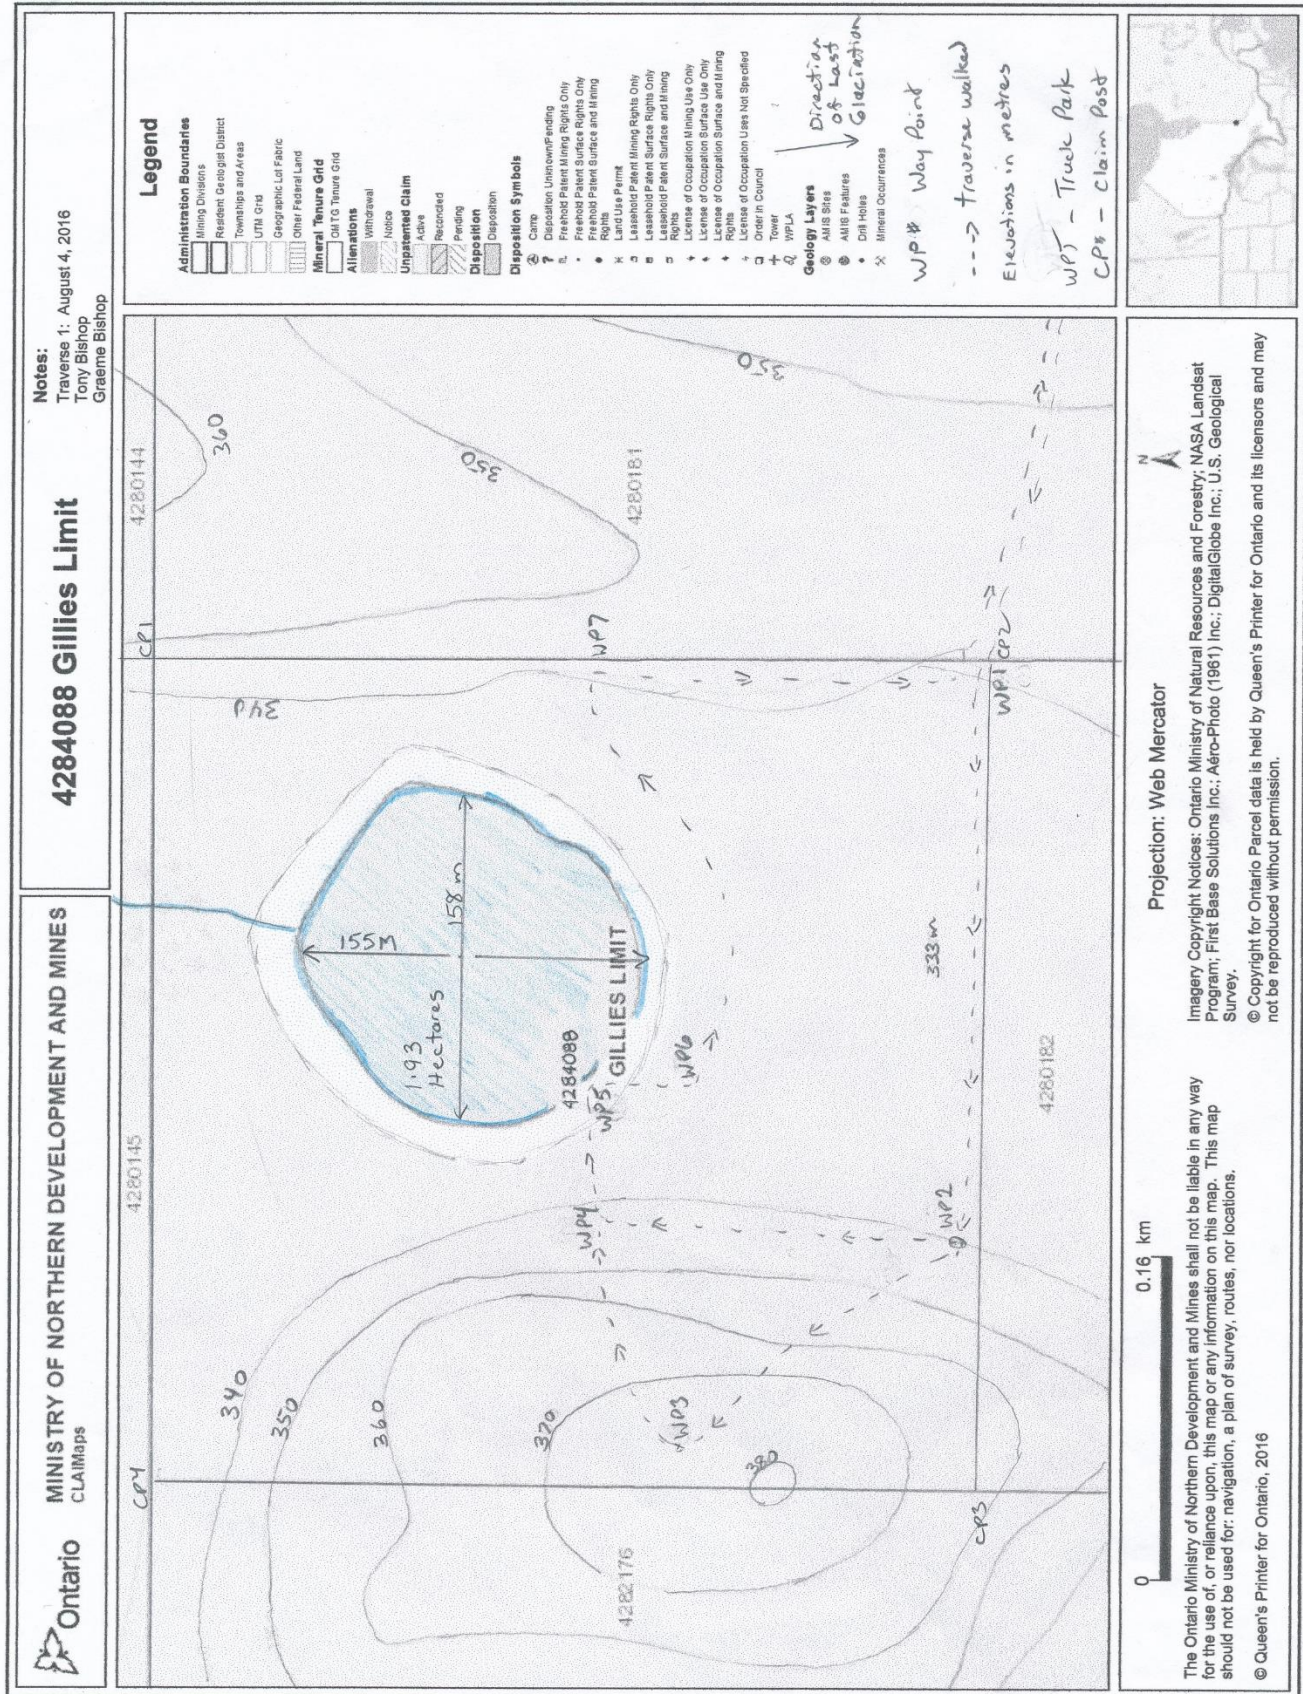 Ontario
MINISTRY OF NORTHERN DEVELOPMENT AND MINES
CLAIMaps
4284088 Gillies Limit
Notes:
Traverse 1: August 4, 2016
Tony Bishop
Graeme Bishop
CP4
4280145
4280144
CP1
360
340
350
360
370
380
340
350
350
155M
158m
1.93
Hectares
4284088
GILLIES LIMIT
4280181
4282176
WP3
WP4
WP5
WP6
WP7
WP2
333m
WP1
CP2
CP3
4280182
Legend
Administration Boundaries
Mining Divisions
Resident Geologist District
Townships and Areas
UTM Grid
Geographic Lot Fabric
Other Federal Land
Mineral Tenure Grid
OMTG Tenure Grid
Alienations
Withdrawal
Notice
Unpatented Claim
Active
Recorded
Pending
Disposition
Disposition
Disposition Symbols
Camp
? Disposition Unknown/Pending
Freehold Patent Mining Rights Only
Freehold Patent Surface Rights Only
Freehold Patent Surface and Mining
Rights
Land Use Permit
Leasehold Patent Mining Rights Only
Leasehold Patent Surface Rights Only
Leasehold Patent Surface and Mining
Rights
License of Occupation Mining Use Only
License of Occupation Surface Use Only
License of Occupation Surface and Mining
Rights
License of Occupation Uses Not Specified
Order in Council
Tower
WPLA
Geology Layers
AMIS Sites
AMIS Features
Drill Holes
Mineral Occurrences
Direction
of Last
Glaciation
WP# Way Point
---> traverse walked
Elevations in metres
WPT - Truck Park
CP# - Claim Post
0 0.16 km
The Ontario Ministry of Northern Development and Mines shall not be liable in any way
for the use of, or reliance upon, this map or any information on this map. This map
should not be used for: navigation, a plan of survey, routes, nor locations.
© Queen's Printer for Ontario, 2016
Projection: Web Mercator
N
Imagery Copyright Notices: Ontario Ministry of Natural Resources and Forestry; NASA Landsat
Program; First Base Solutions Inc.; Aéro-Photo (1961) Inc.; DigitalGlobe Inc.; U.S. Geological
Survey.
© Copyright for Ontario Parcel data is held by Queen's Printer for Ontario and its licensors and may
not be reproduced without permission.